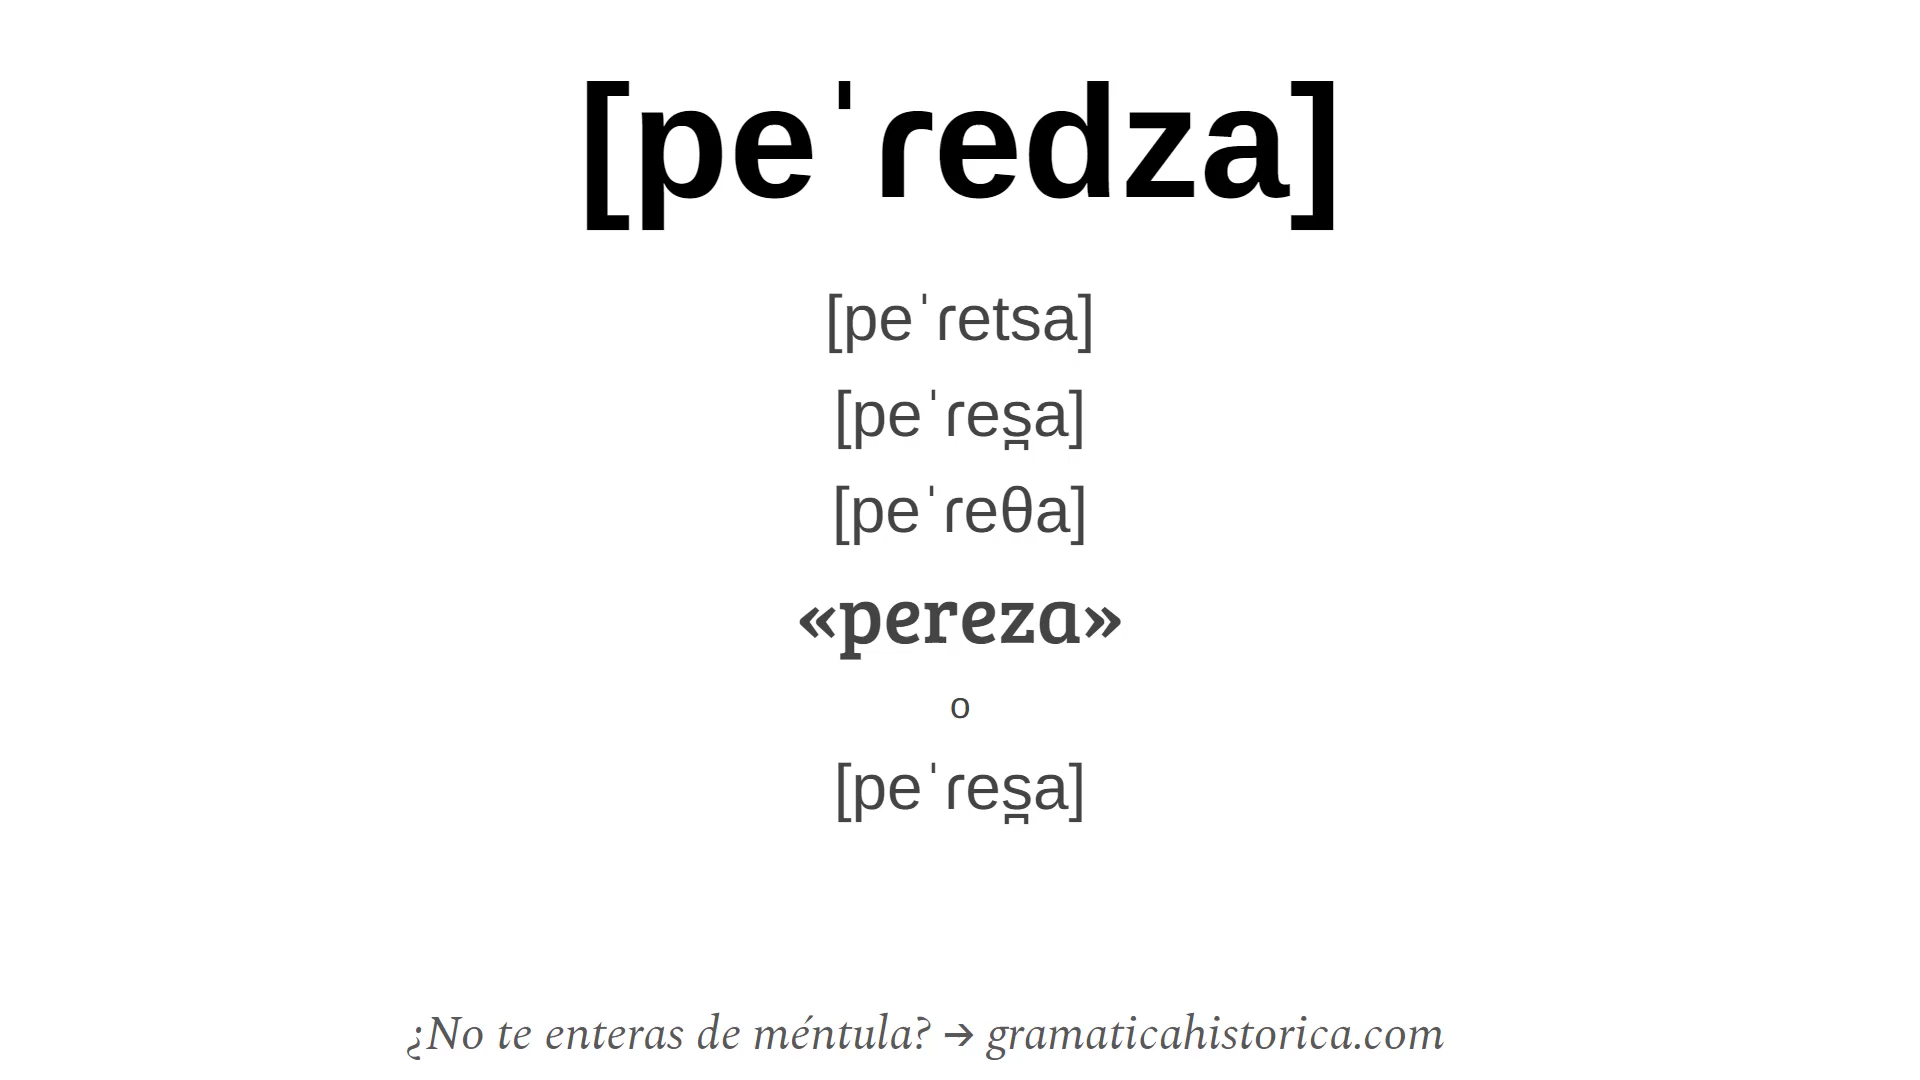 [peˈɾedza]
[peˈɾetsa]
[peˈɾes̪a]
[peˈɾeθa]
«pereza»
o
[peˈɾes̪a]
¿No te enteras de méntula? → gramaticahistorica.com